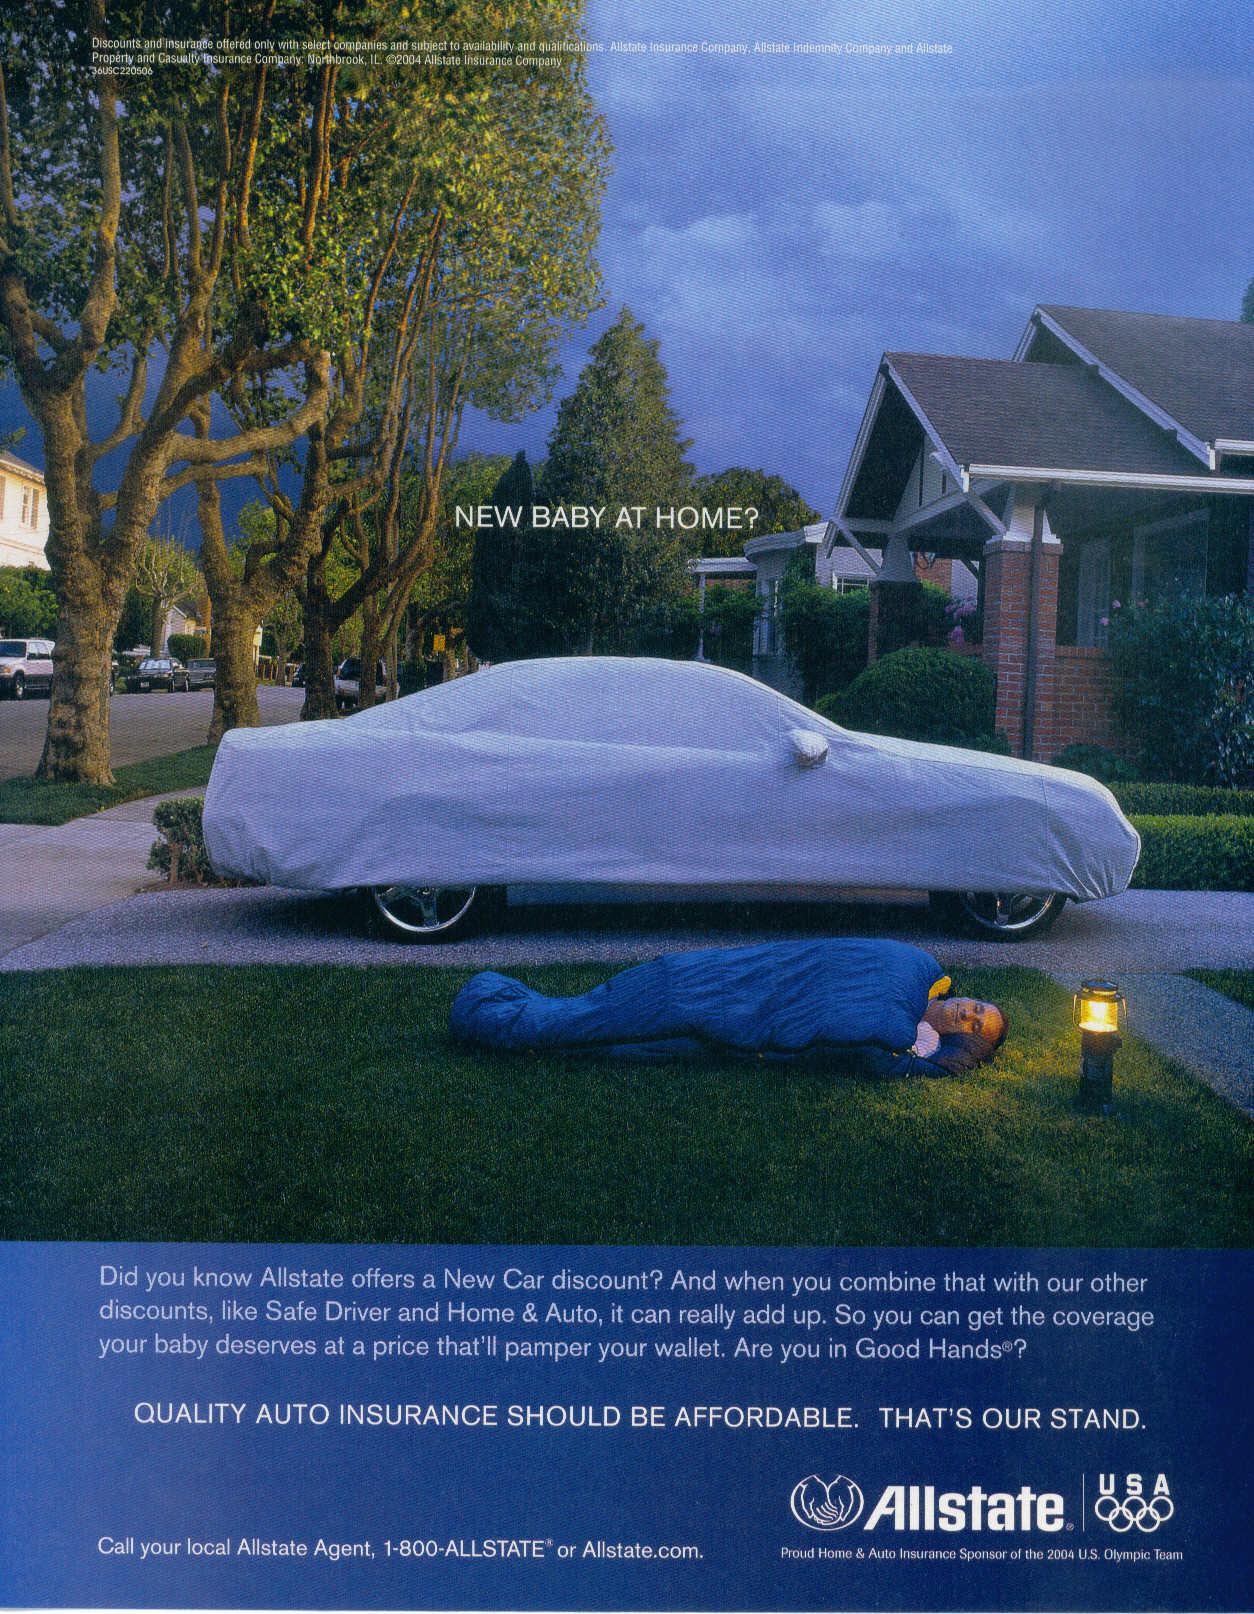 Discounts and insurance offered only with select companies and subject to availability and qualifications. Allstate Insurance Company, Allstate Indemnity Company and Allstate
Property and Casualty Insurance Company: Northbrook, IL. ©2004 Allstate Insurance Company
36USC220506
NEW BABY AT HOME?
Did you know Allstate offers a New Car discount? And when you combine that with our other
discounts, like Safe Driver and Home & Auto, it can really add up. So you can get the coverage
your baby deserves at a price that'll pamper your wallet. Are you in Good Hands®?
QUALITY AUTO INSURANCE SHOULD BE AFFORDABLE. THAT'S OUR STAND.
Allstate®
USA
Call your local Allstate Agent, 1-800-ALLSTATE® or Allstate.com.
Proud Home & Auto Insurance Sponsor of the 2004 U.S. Olympic Team